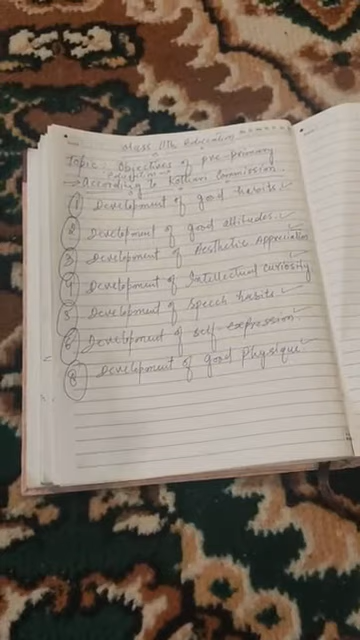 class 11th Education
Topic: Objectives of pre-primary
education
→ According to Kothari Commission
1 Development of good habits.
2 Development of good attitudes.
3 Development of Aesthetic Appreciation
4 Development of Intellectual curiosity
5 Development of Speech habits.
6 Development of self-expression
8 Development of good Physique